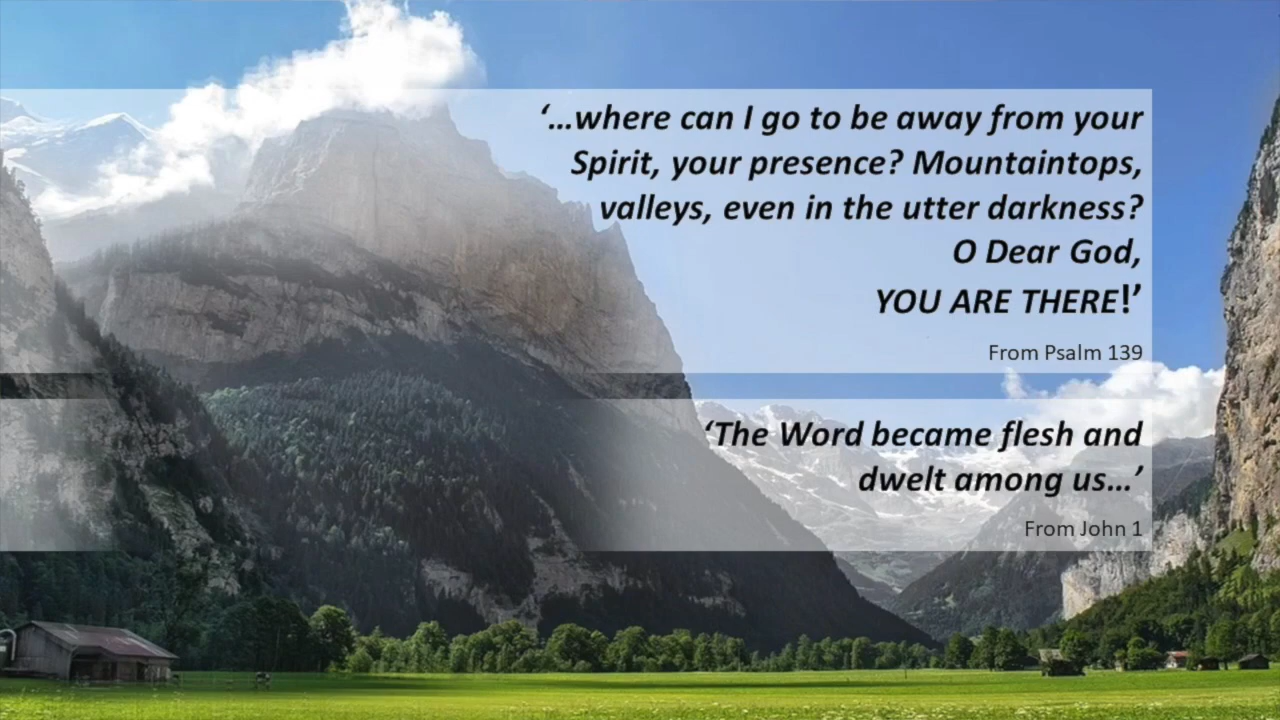 ‘...where can I go to be away from your
Spirit, your presence? Mountaintops,
valleys, even in the utter darkness?
O Dear God,
YOU ARE THERE!’
From Psalm 139
‘The Word became flesh and
dwelt among us...’
From John 1